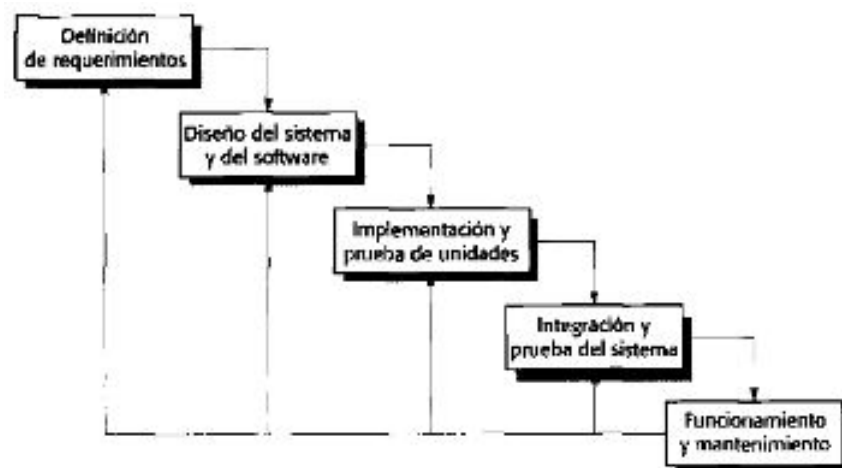 Definición
de requerimientos
Diseño del sistema
y del software
Implementación y
prueba de unidades
Integración y
prueba del sistema
Funcionamiento
y mantenimiento